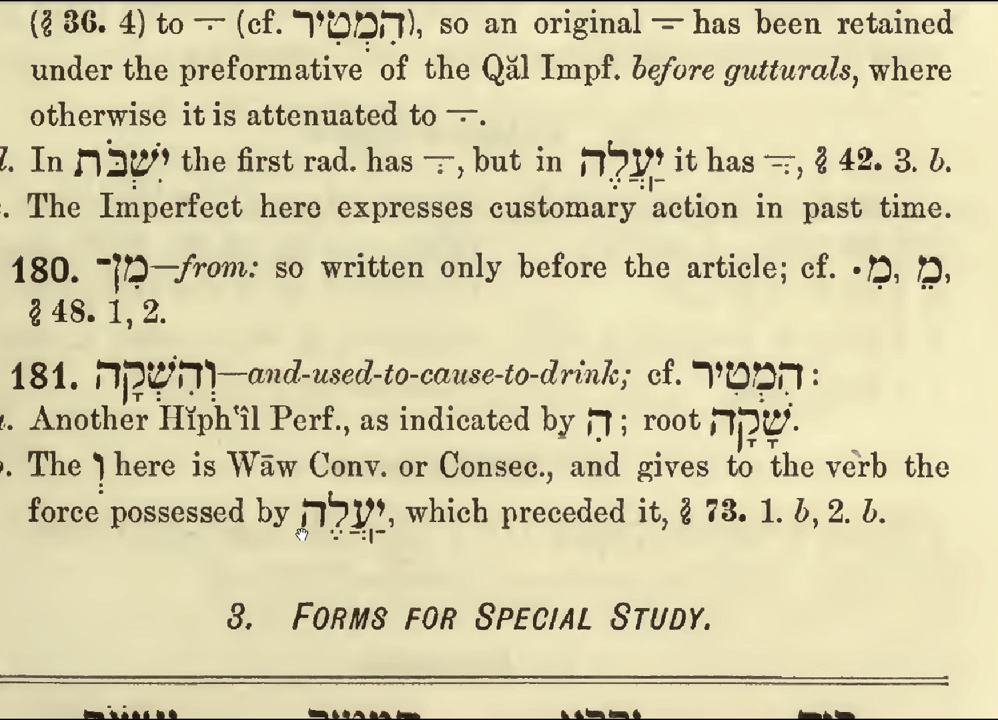 (§ 36. 4) to –ִ (cf. הִמְטִיר), so an original –ַ has been retained
under the preformative of the Qăl Impf. before gutturals, where
otherwise it is attenuated to –ִ.
In יִשְׁבֹּת the first rad. has –ְ, but in יַעֲלֶה it has –ֲ, § 42. 3. b.
The Imperfect here expresses customary action in past time.
180. מִן־—from: so written only before the article; cf. מִ·, מֵ,
§ 48. 1, 2.
181. וְהִשְׁקָה—and-used-to-cause-to-drink; cf. הִמְטִיר:
Another Hĭphʿîl Perf., as indicated by הִ; root שָׁקָה.
The וְ here is Wāw Conv. or Consec., and gives to the verb the
force possessed by יַעֲלֶה, which preceded it, § 73. 1. b, 2. b.
3. FORMS FOR SPECIAL STUDY.